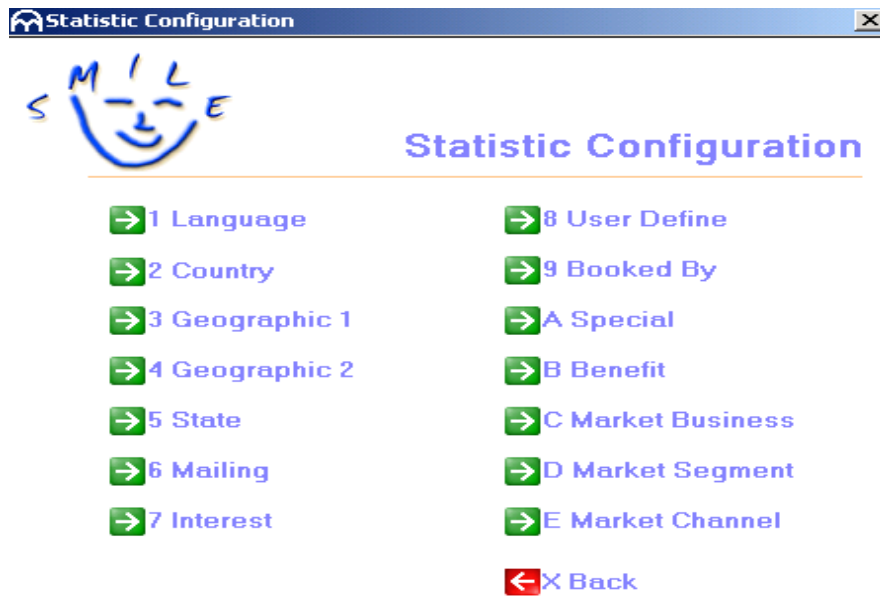 Statistic Configuration
SMILE
Statistic Configuration
1 Language
2 Country
3 Geographic 1
4 Geographic 2
5 State
6 Mailing
7 Interest
8 User Define
9 Booked By
A Special
B Benefit
C Market Business
D Market Segment
E Market Channel
X Back